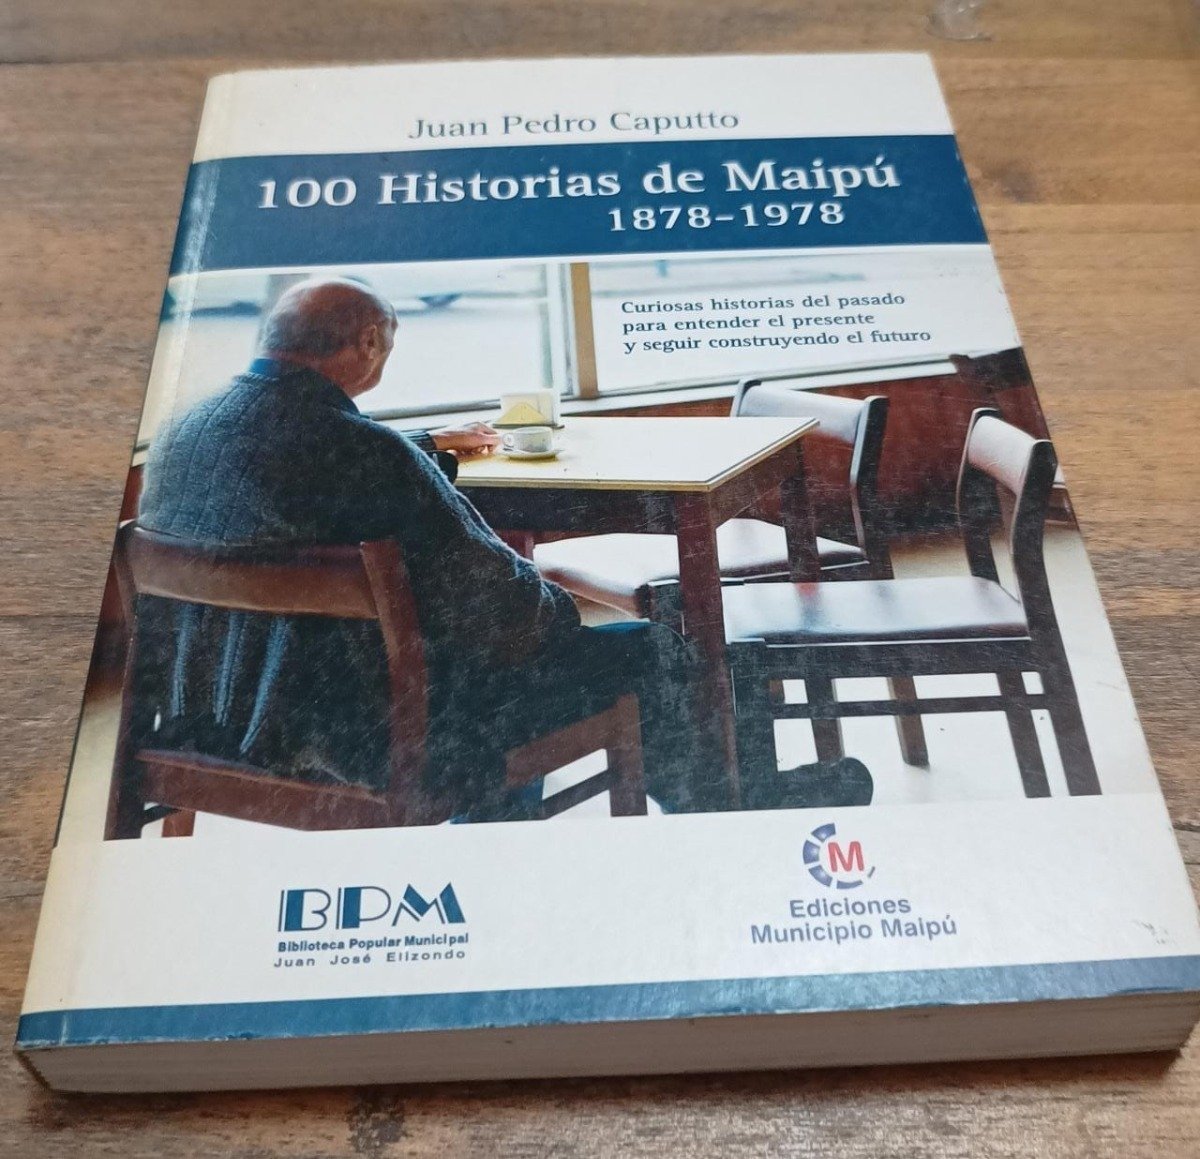 Juan Pedro Caputto
100 Historias de Maipú
1878-1978
Curiosas historias del pasado
para entender el presente
y seguir construyendo el futuro
BPM
Biblioteca Popular Municipal
Juan José Elizondo
M
Ediciones
Municipio Maipú